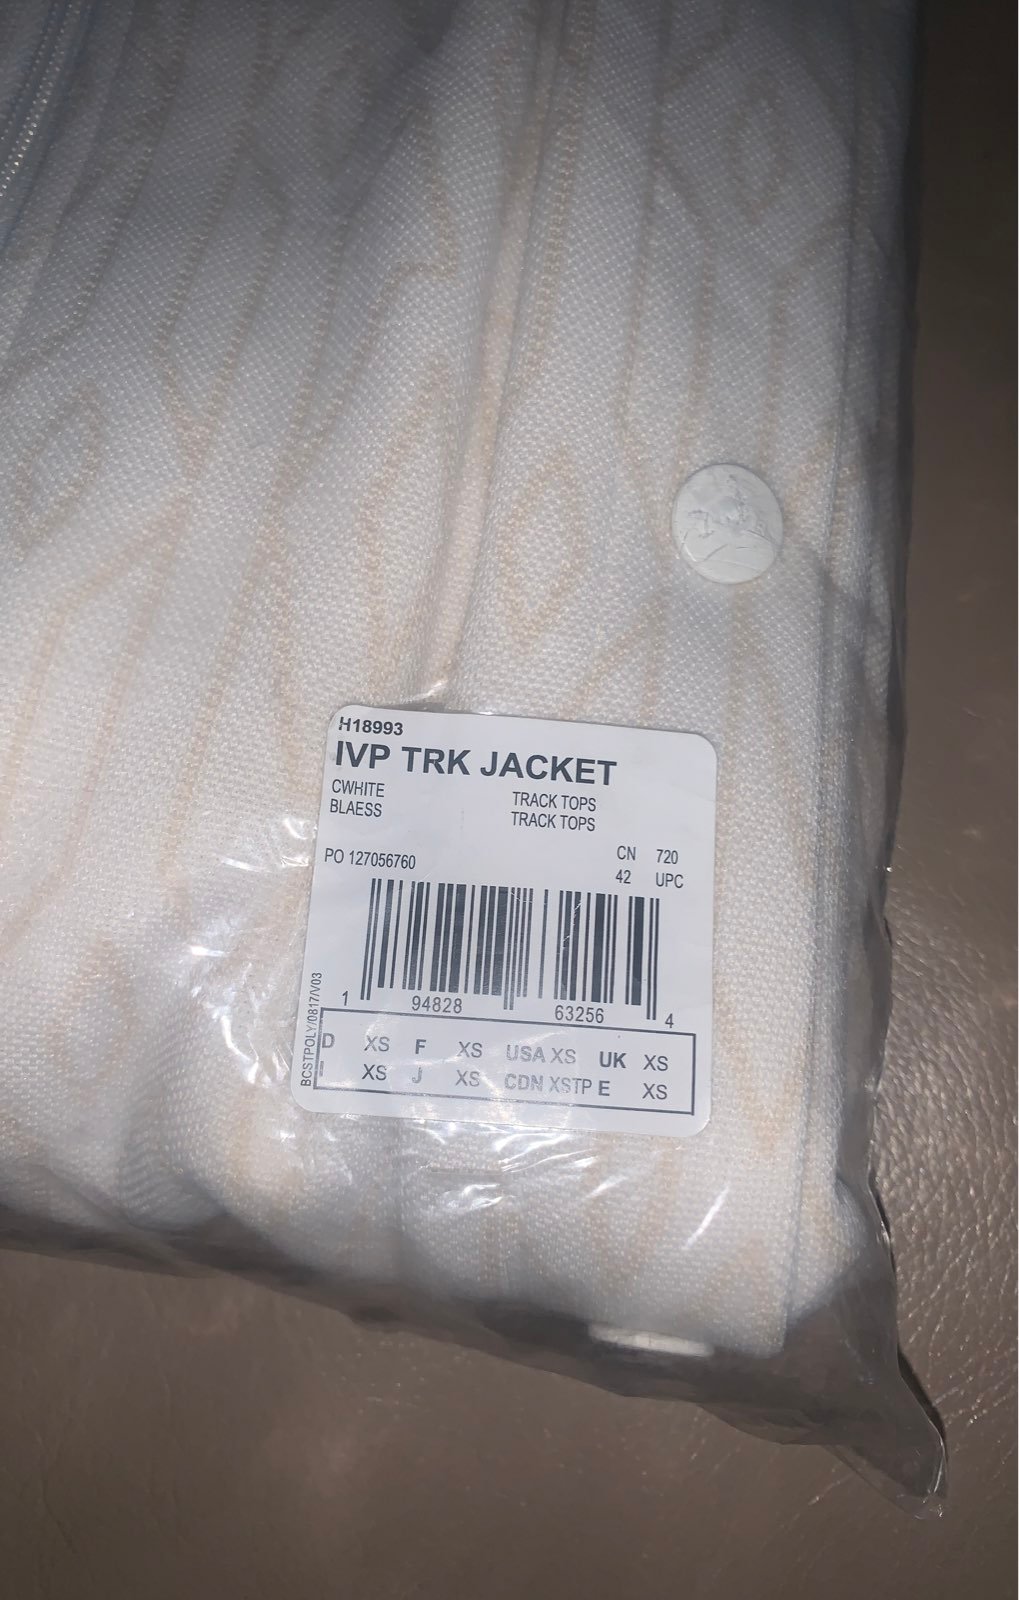 H18993
IVP TRK JACKET
CWHITE TRACK TOPS
BLAESS TRACK TOPS
PO 127056760
CN 720
42 UPC
BCSTPOLY/0817/V03
1 94828 63256 4
D XS F XS USA XS UK XS
I XS J XS CDN XSTP E XS